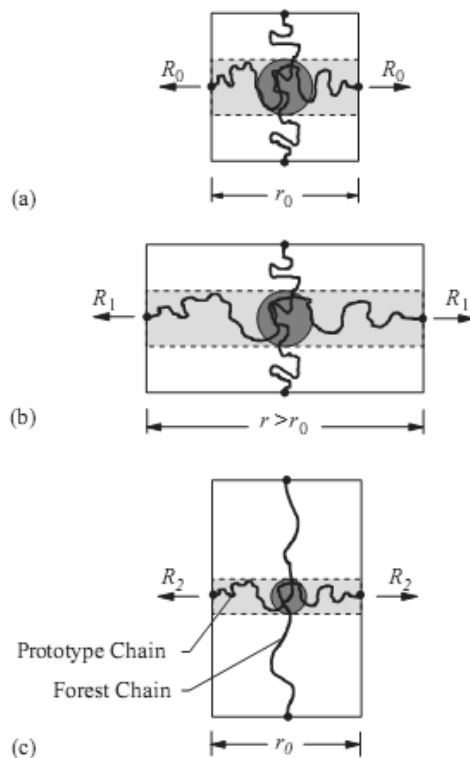 R0 R0
r0
(a)
R1 R1
r > r0
(b)
R2 R2
Prototype Chain
Forest Chain
r0
(c)